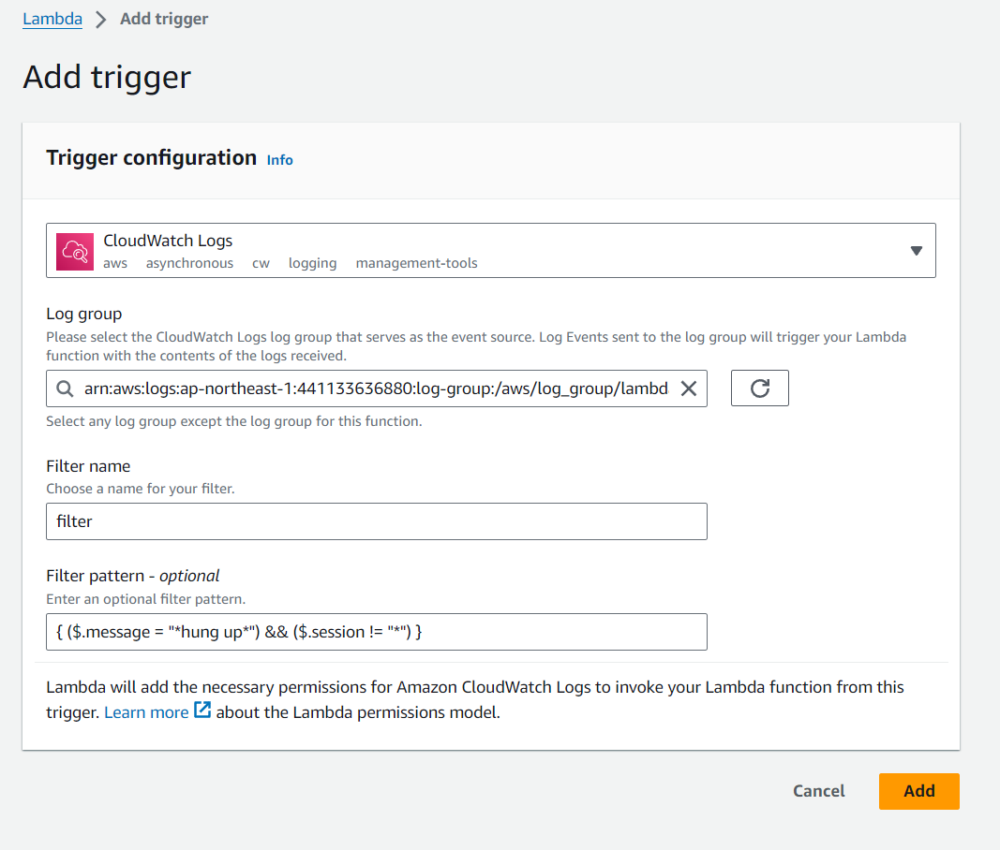 Lambda > Add trigger
Add trigger
Trigger configuration Info
CloudWatch Logs
aws asynchronous cw logging management-tools
Log group
Please select the CloudWatch Logs log group that serves as the event source. Log Events sent to the log group will trigger your Lambda
function with the contents of the logs received.
arn:aws:logs:ap-northeast-1:441133636880:log-group:/aws/log_group/lambd
Select any log group except the log group for this function.
Filter name
Choose a name for your filter.
filter
Filter pattern - optional
Enter an optional filter pattern.
{ ($.message = "*hung up*") && ($.session != "*") }
Lambda will add the necessary permissions for Amazon CloudWatch Logs to invoke your Lambda function from this
trigger. Learn more about the Lambda permissions model.
Cancel Add